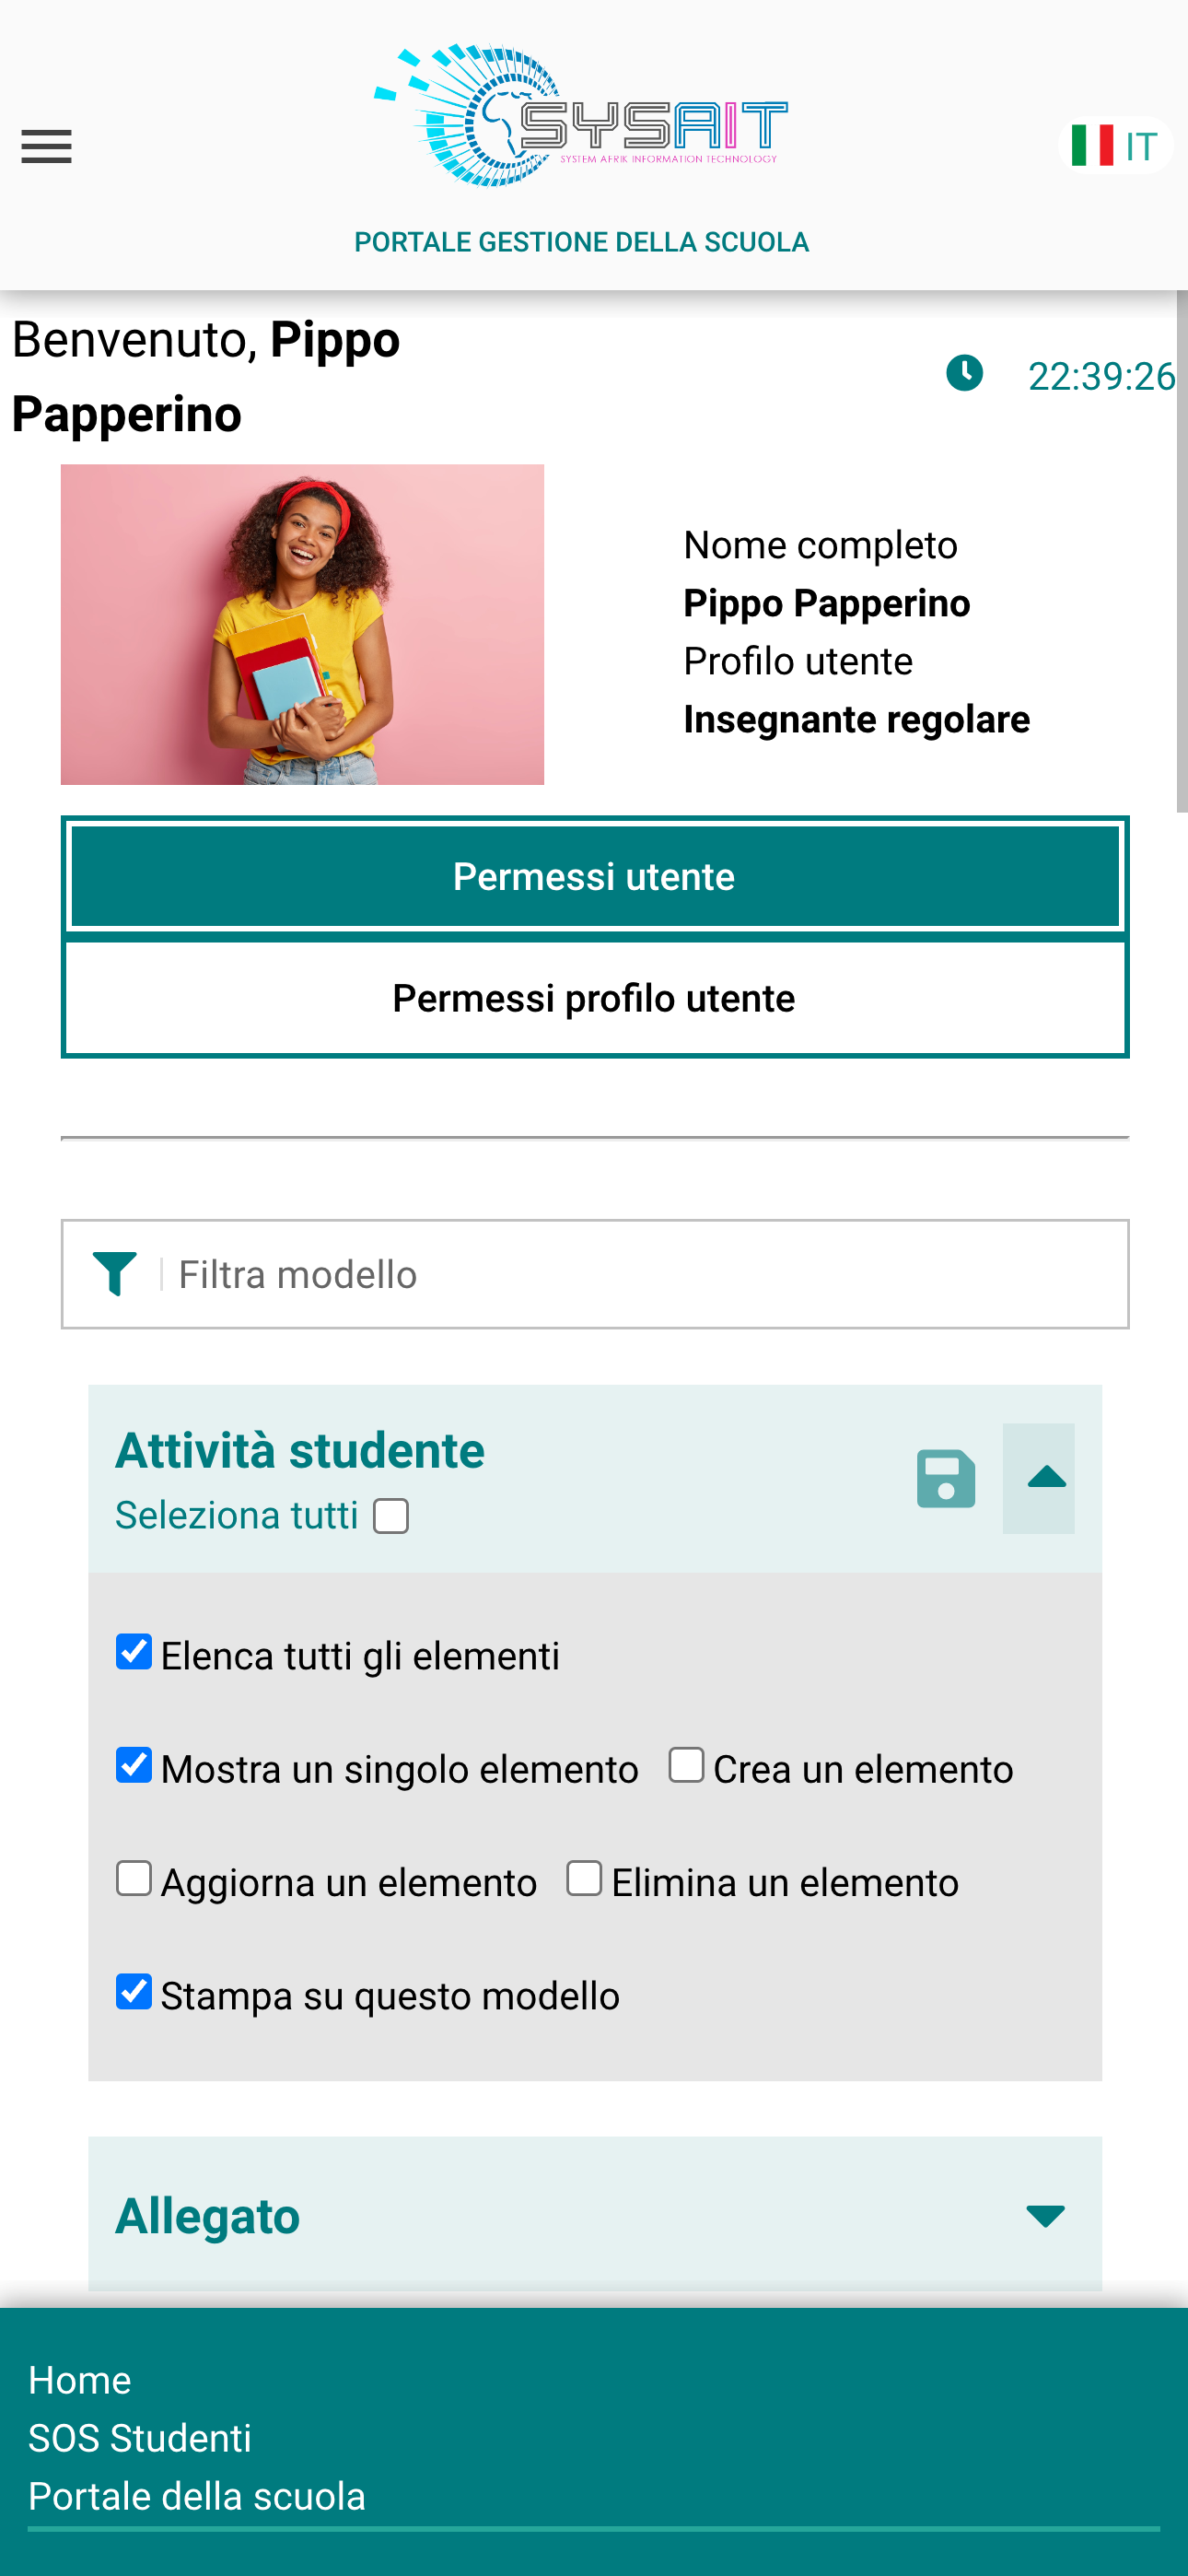 SYSAIT
SYSTEM AFRIK INFORMATION TECHNOLOGY
IT
PORTALE GESTIONE DELLA SCUOLA
Benvenuto, Pippo
Papperino
22:39:26
Nome completo
Pippo Papperino
Profilo utente
Insegnante regolare
Permessi utente
Permessi profilo utente
Filtra modello
Attività studente
Seleziona tutti
Elenca tutti gli elementi
Mostra un singolo elemento Crea un elemento
Aggiorna un elemento Elimina un elemento
Stampa su questo modello
Allegato
Home
SOS Studenti
Portale della scuola